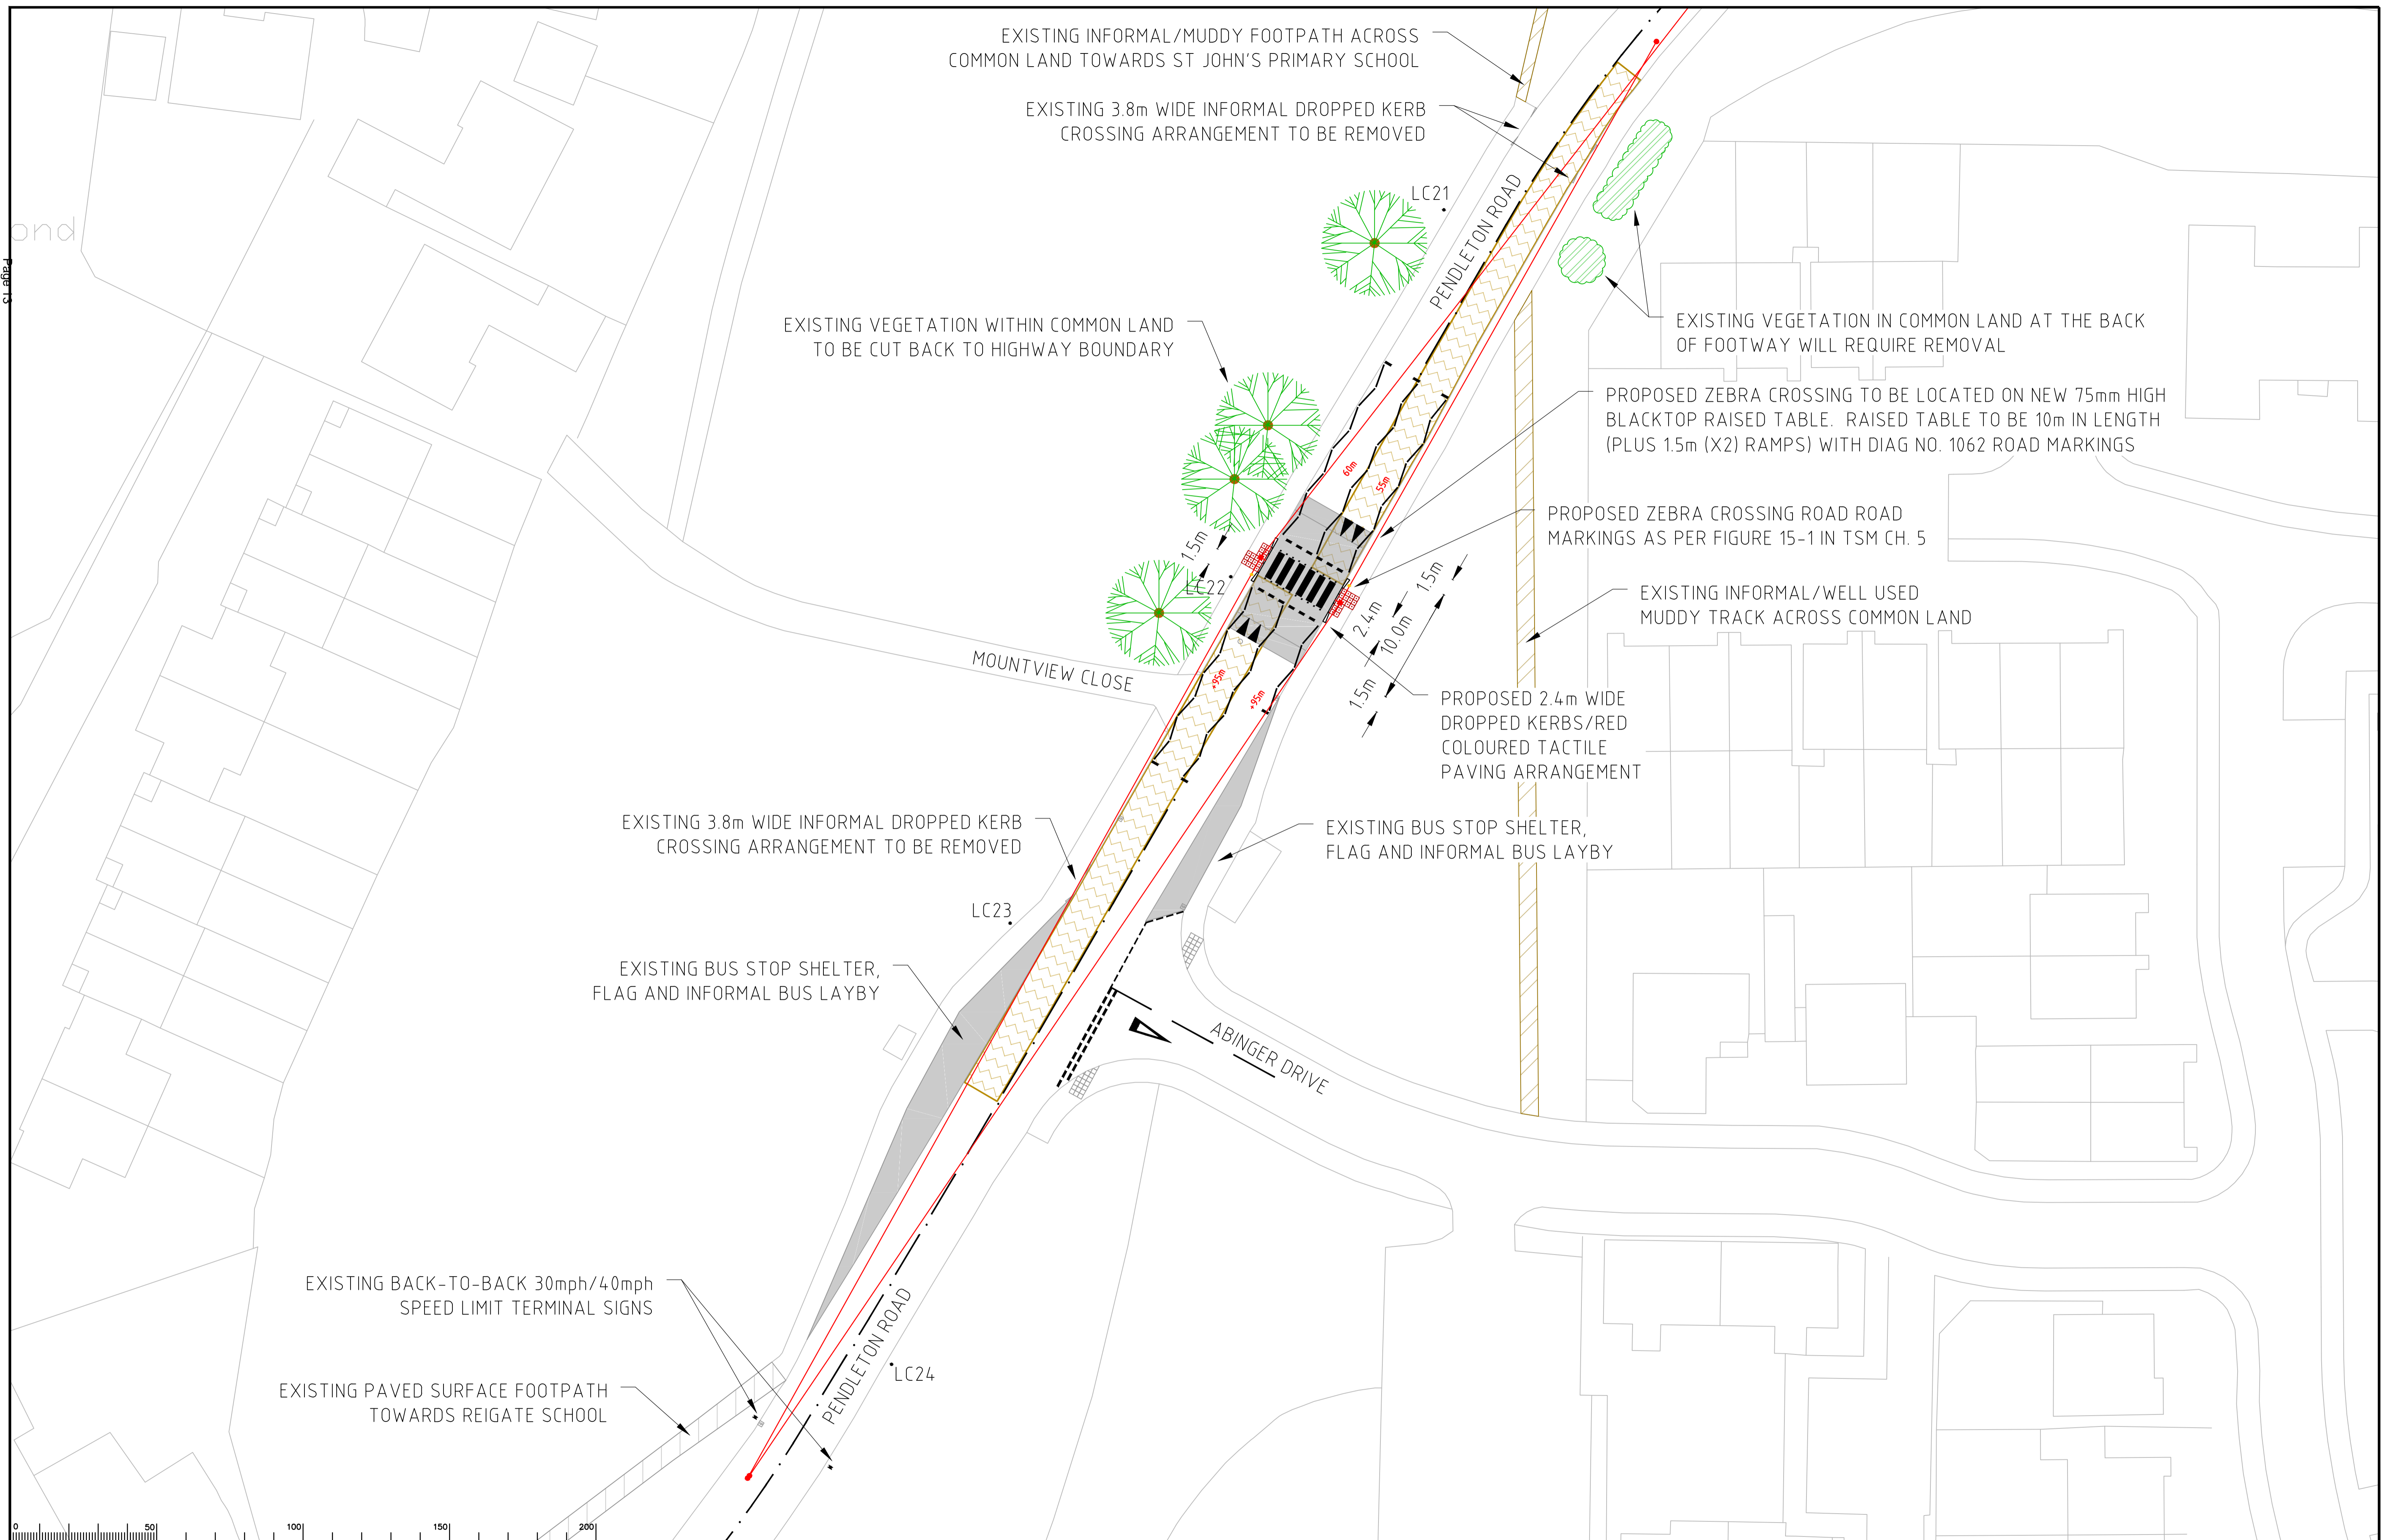 EXISTING INFORMAL/MUDDY FOOTPATH ACROSS
COMMON LAND TOWARDS ST JOHN'S PRIMARY SCHOOL
EXISTING 3.8m WIDE INFORMAL DROPPED KERB
CROSSING ARRANGEMENT TO BE REMOVED
LC21
PENDLETON ROAD
ond
Page 13
EXISTING VEGETATION WITHIN COMMON LAND
TO BE CUT BACK TO HIGHWAY BOUNDARY
EXISTING VEGETATION IN COMMON LAND AT THE BACK
OF FOOTWAY WILL REQUIRE REMOVAL
PROPOSED ZEBRA CROSSING TO BE LOCATED ON NEW 75mm HIGH
BLACKTOP RAISED TABLE. RAISED TABLE TO BE 10m IN LENGTH
(PLUS 1.5m (X2) RAMPS) WITH DIAG NO. 1062 ROAD MARKINGS
60m
55m
PROPOSED ZEBRA CROSSING ROAD ROAD
MARKINGS AS PER FIGURE 15-1 IN TSM CH. 5
1.5m
LC22
1.5m
2.4m
10.0m
1.5m
EXISTING INFORMAL/WELL USED
MUDDY TRACK ACROSS COMMON LAND
MOUNTVIEW CLOSE
+95m
+95m
PROPOSED 2.4m WIDE
DROPPED KERBS/RED
COLOURED TACTILE
PAVING ARRANGEMENT
EXISTING 3.8m WIDE INFORMAL DROPPED KERB
CROSSING ARRANGEMENT TO BE REMOVED
EXISTING BUS STOP SHELTER,
FLAG AND INFORMAL BUS LAYBY
LC23
EXISTING BUS STOP SHELTER,
FLAG AND INFORMAL BUS LAYBY
ABINGER DRIVE
EXISTING BACK-TO-BACK 30mph/40mph
SPEED LIMIT TERMINAL SIGNS
PENDLETON ROAD
LC24
EXISTING PAVED SURFACE FOOTPATH
TOWARDS REIGATE SCHOOL
0 50 100 150 200